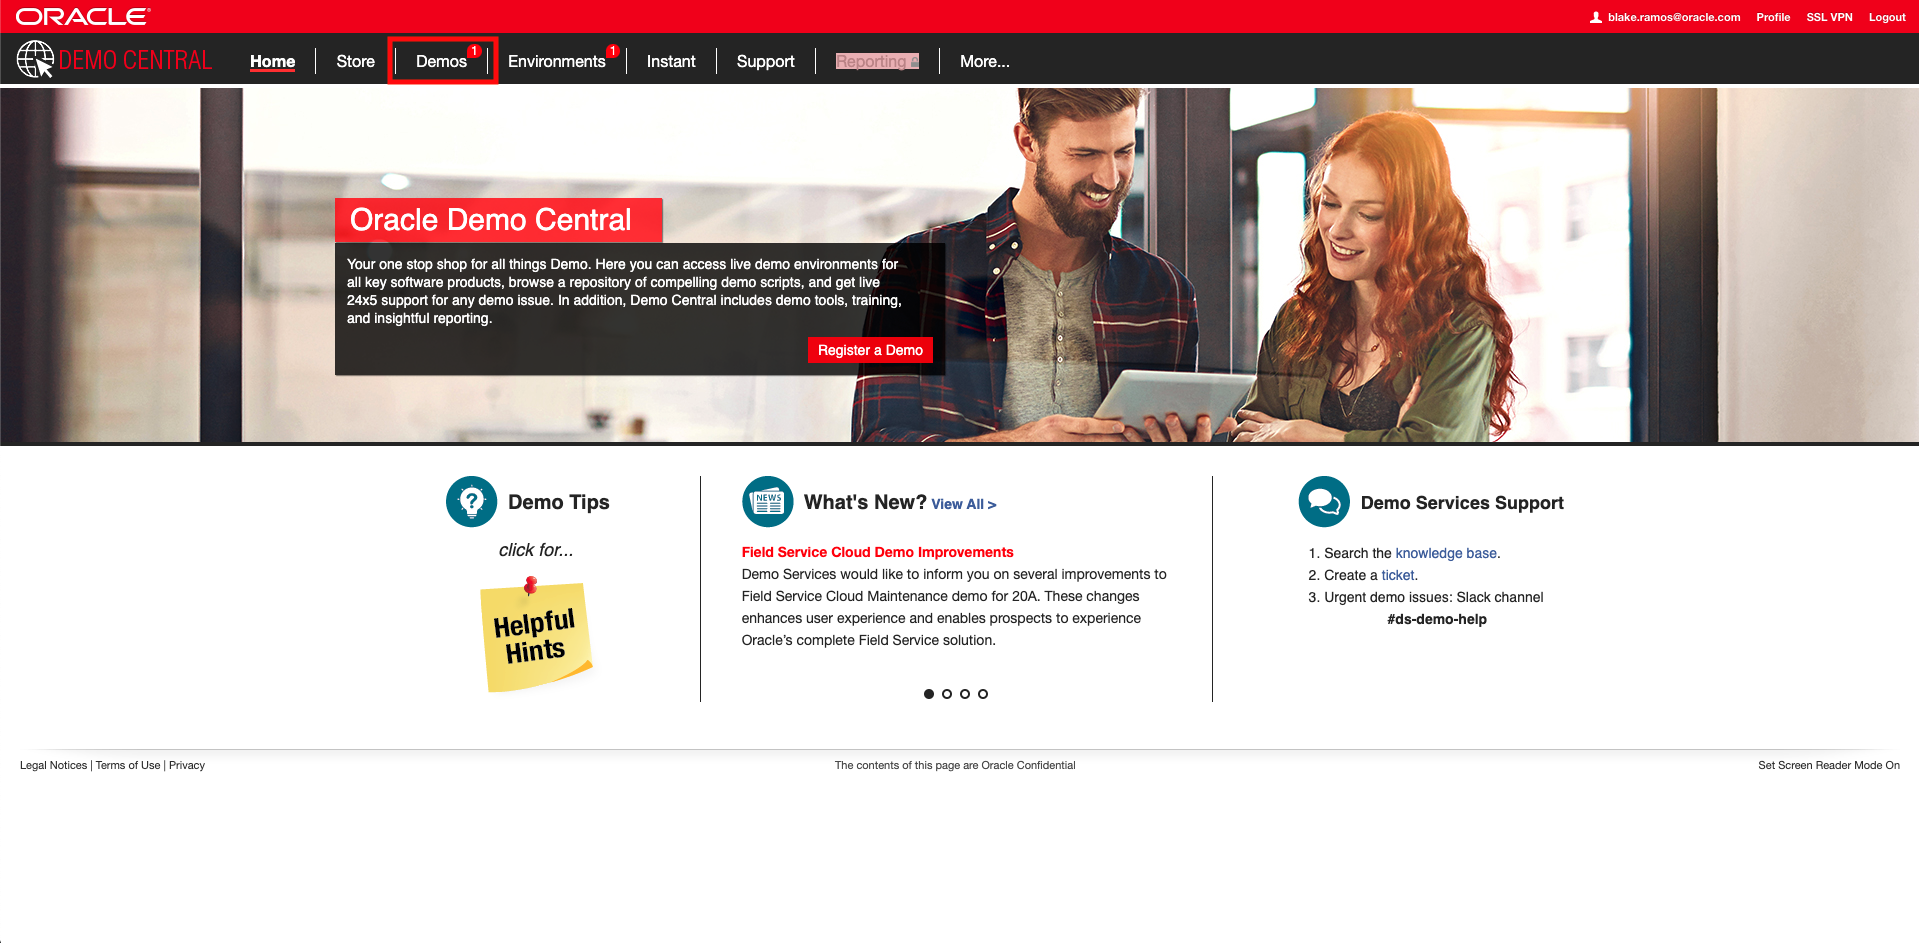 ORACLE
blake.ramos@oracle.com Profile SSL VPN Logout
DEMO CENTRAL
Home Store Demos 1 Environments 1 Instant Support Reporting More...
Oracle Demo Central
Your one stop shop for all things Demo. Here you can access live demo environments for
all key software products, browse a repository of compelling demo scripts, and get live
24x5 support for any demo issue. In addition, Demo Central includes demo tools, training,
and insightful reporting.
Register a Demo
Demo Tips
click for...
Helpful
Hints
NEWS
What's New? View All >
Field Service Cloud Demo Improvements
Demo Services would like to inform you on several improvements to
Field Service Cloud Maintenance demo for 20A. These changes
enhances user experience and enables prospects to experience
Oracle's complete Field Service solution.
Demo Services Support
1. Search the knowledge base.
2. Create a ticket.
3. Urgent demo issues: Slack channel
#ds-demo-help
Legal Notices | Terms of Use | Privacy
The contents of this page are Oracle Confidential
Set Screen Reader Mode On